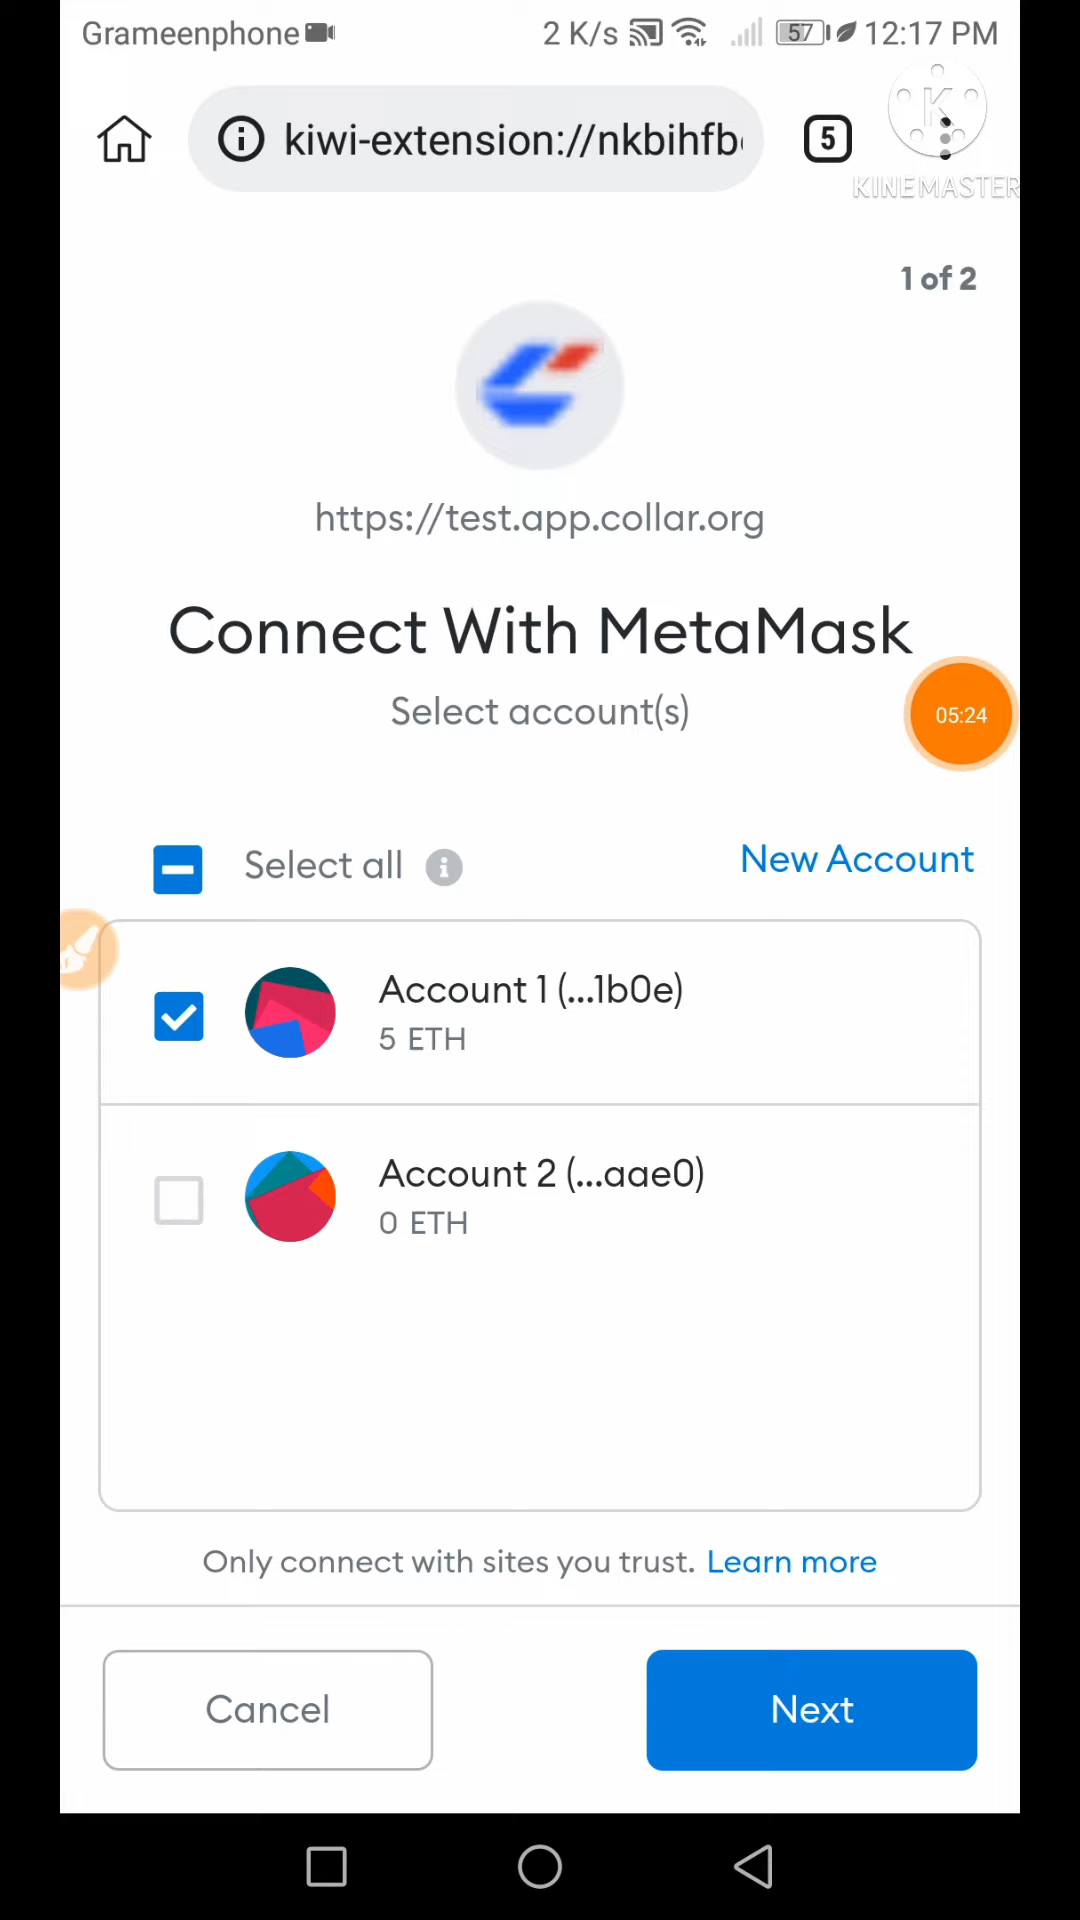 Grameenphone 2 K/s 57 12:17 PM
kiwi-extension://nkbihfb
5
K
KINEMASTER
1 of 2
https://test.app.collar.org
Connect With MetaMask
Select account(s)
05:24
Select all
New Account
Account 1 (...1b0e)
5 ETH
Account 2 (...aae0)
0 ETH
Only connect with sites you trust. Learn more
Cancel
Next